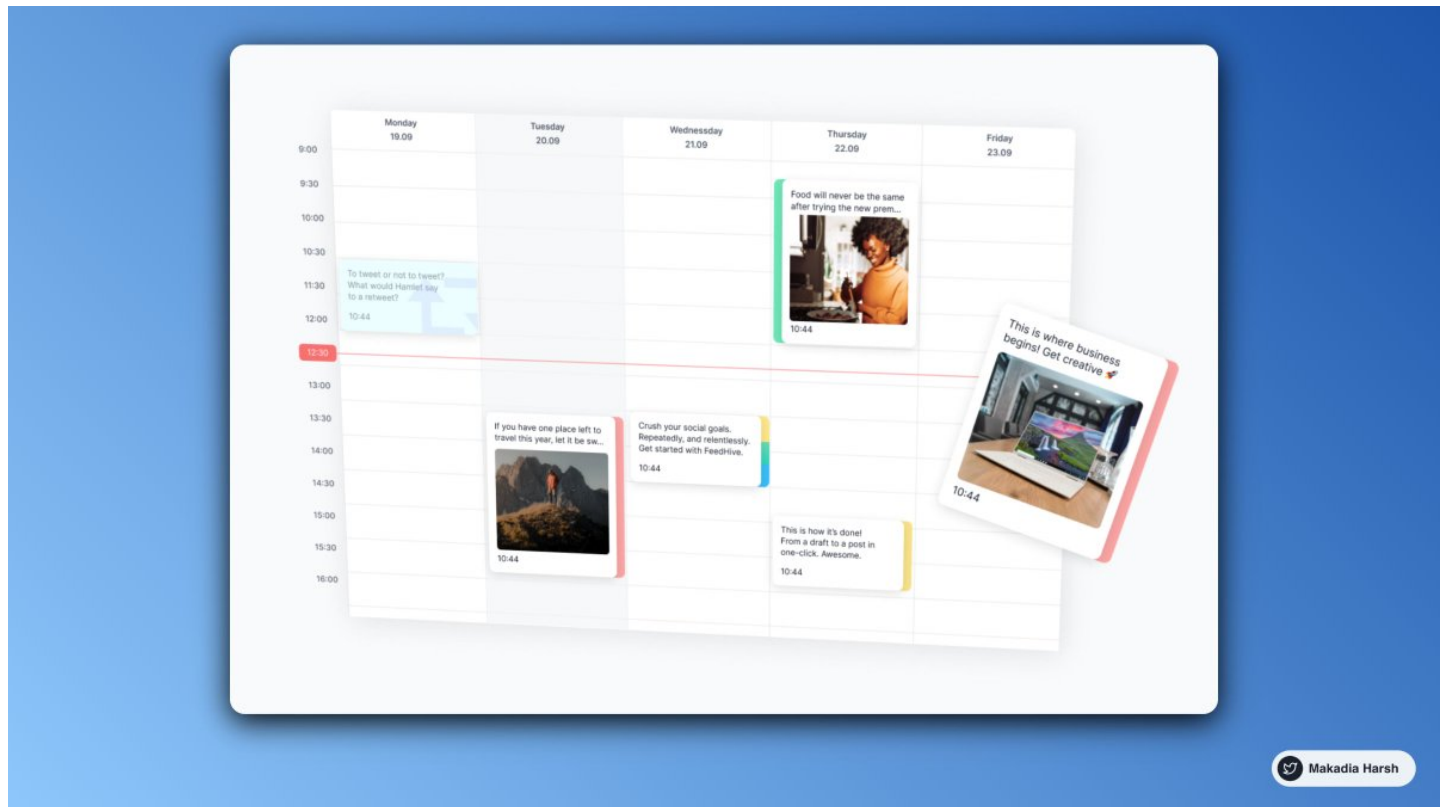 Monday
19.09
Tuesday
20.09
Wednesday
21.09
Thursday
22.09
Friday
23.09
9:00
9:30
10:00
10:30
11:30
12:00
12:30
13:00
13:30
14:00
14:30
15:00
15:30
16:00
To tweet or not to tweet?
What would Hamlet say
to a retweet?
10:44
If you have one place left to
travel this year, let it be sw...
10:44
Crush your social goals.
Repeatedly, and relentlessly.
Get started with FeedHive.
10:44
Food will never be the same
after trying the new prem...
10:44
This is how it's done!
From a draft to a post in
one-click. Awesome.
10:44
This is where business
begins! Get creative 🚀
10:44
Makadia Harsh